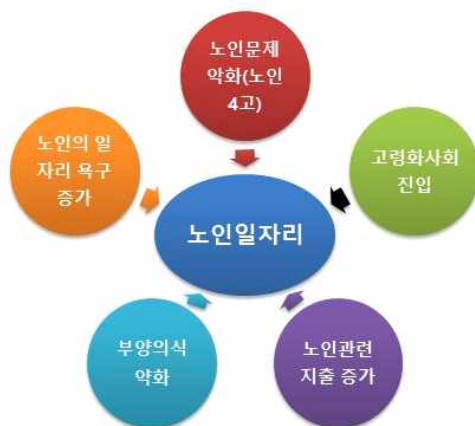 노인문제
악화(노인
4고)
노인의 일
자리 욕구
증가
고령화사회
진입
노인일자리
부양의식
약화
노인관련
지출 증가